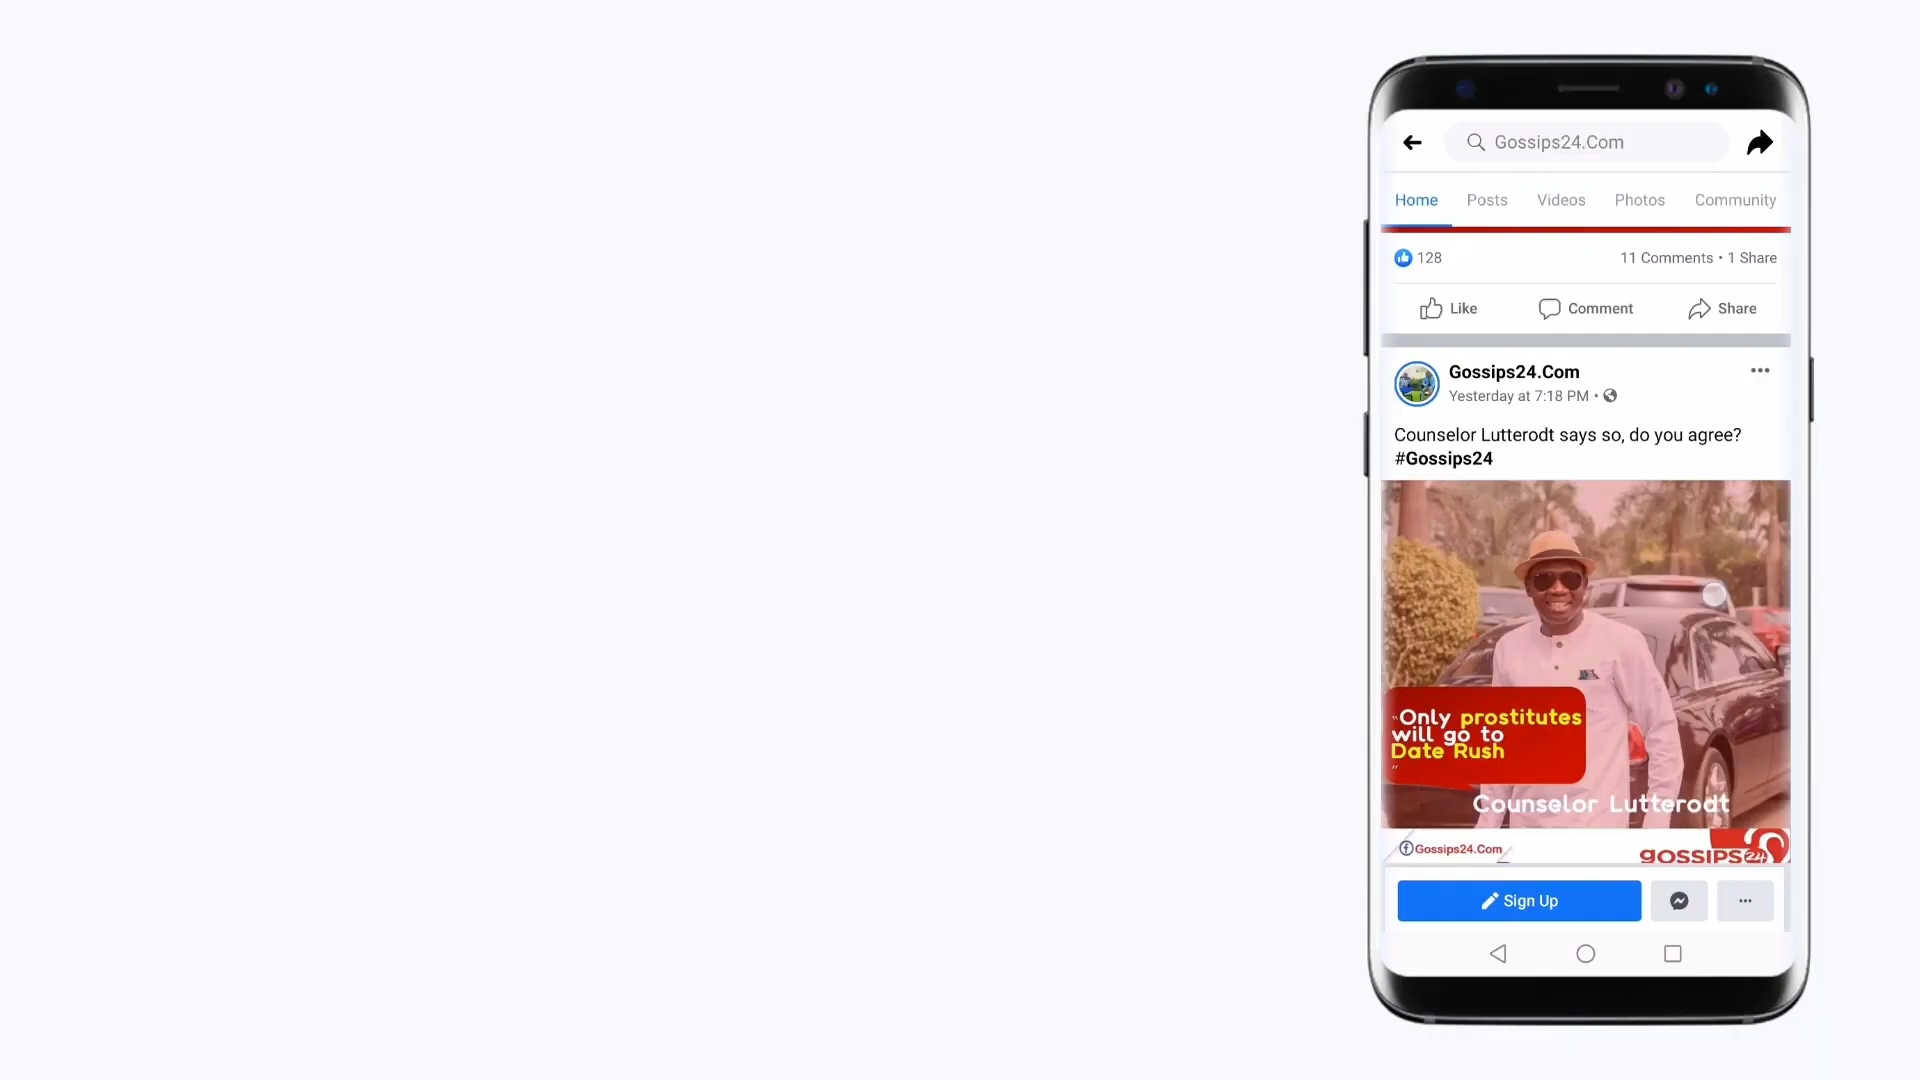 Gossips24.Com
Home Posts Videos Photos Community
128 11 Comments • 1 Share
Like Comment Share
Gossips24.Com
Yesterday at 7:18 PM •
Counselor Lutterodt says so, do you agree?
#Gossips24
"Only prostitutes
will go to
Date Rush
"
Counselor Lutterodt
Gossips24.Com
gossips24
Sign Up